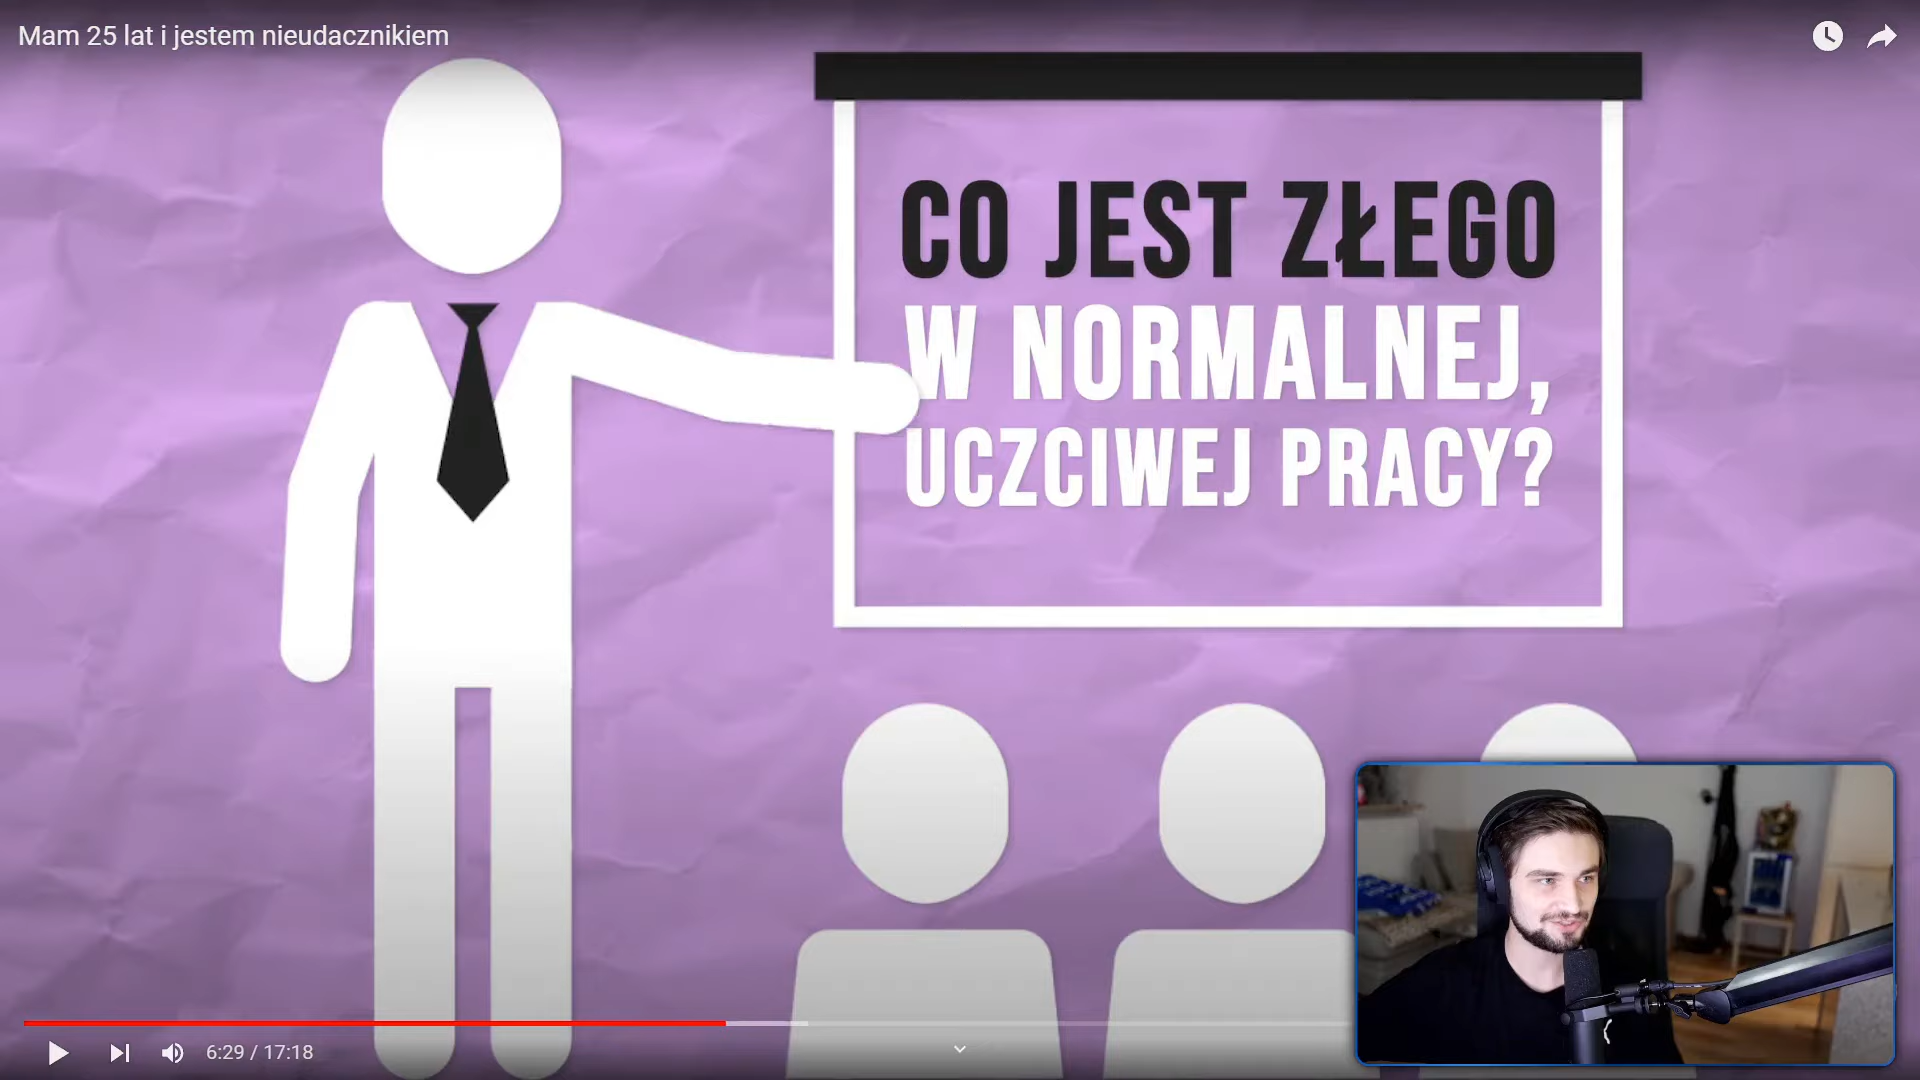 Mam 25 lat i jestem nieudacznikiem
CO JEST ZŁEGO
W NORMALNEJ,
UCZCIWEJ PRACY?
6:29 / 17:18